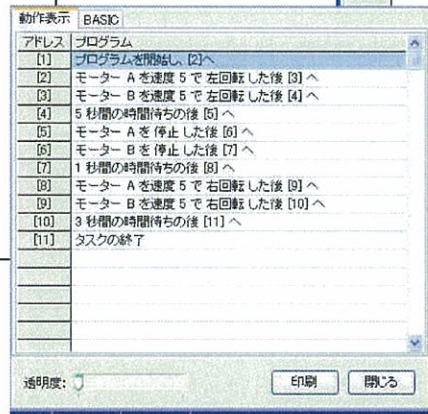 動作表示 BASIC
アドレス プログラム
[1] プログラムを開始し、[2]へ
[2] モーター A を速度 5 で 左回転 した後 [3] へ
[3] モーター B を速度 5 で 左回転 した後 [4] へ
[4] 5 秒間の時間待ちの後 [5] へ
[5] モーター A を 停止 した後 [6] へ
[6] モーター B を 停止 した後 [7] へ
[7] 1 秒間の時間待ちの後 [8] へ
[8] モーター A を速度 5 で 右回転 した後 [9] へ
[9] モーター B を速度 5 で 右回転 した後 [10] へ
[10] 3 秒間の時間待ちの後 [11] へ
[11] タスクの終了
透明度: 印刷 閉じる